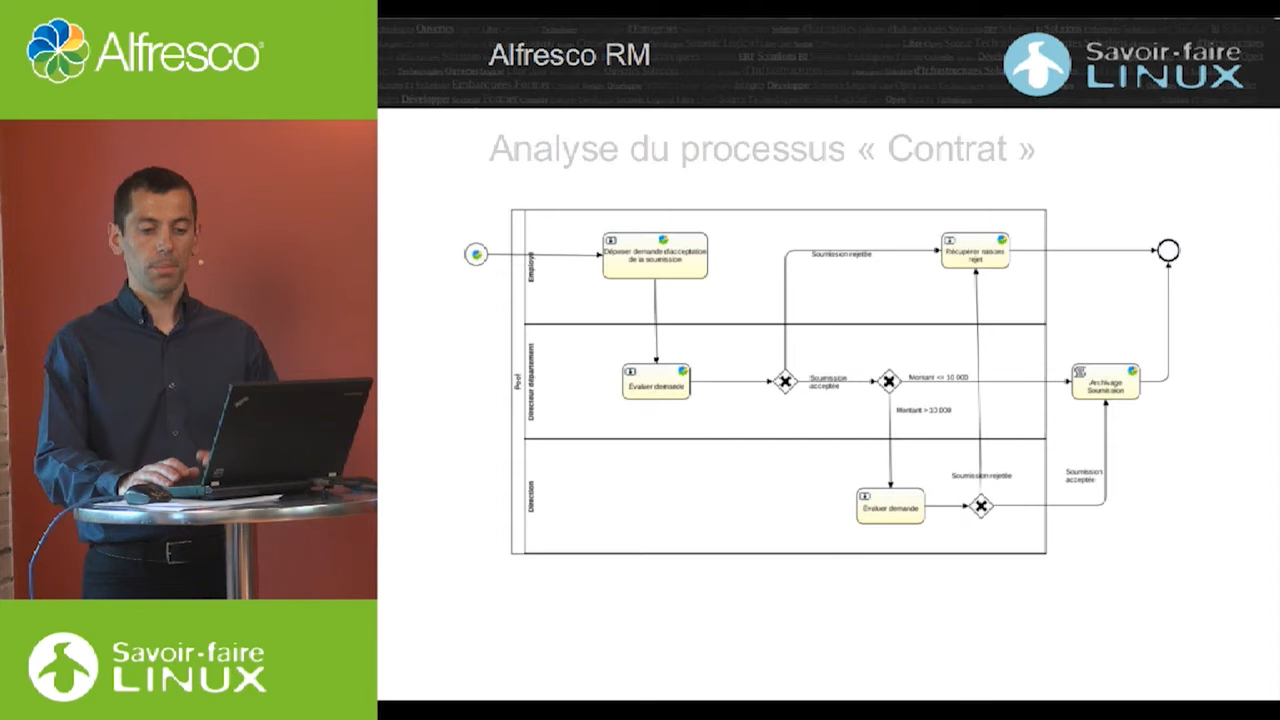 Alfresco
Alfresco RM
Savoir-faire
LINUX
Analyse du processus « Contrat »
Pool
Employé
Déposer demande d'acceptation
de la soumission
Soumission rejetée
Récupérer raisons
rejet
Directeur département
Évaluer demande
Soumission
acceptée
Montant <= 10 000
Montant > 10 000
Archivage
Soumission
Direction
Évaluer demande
Soumission rejetée
Soumission
acceptée
Savoir-faire
LINUX